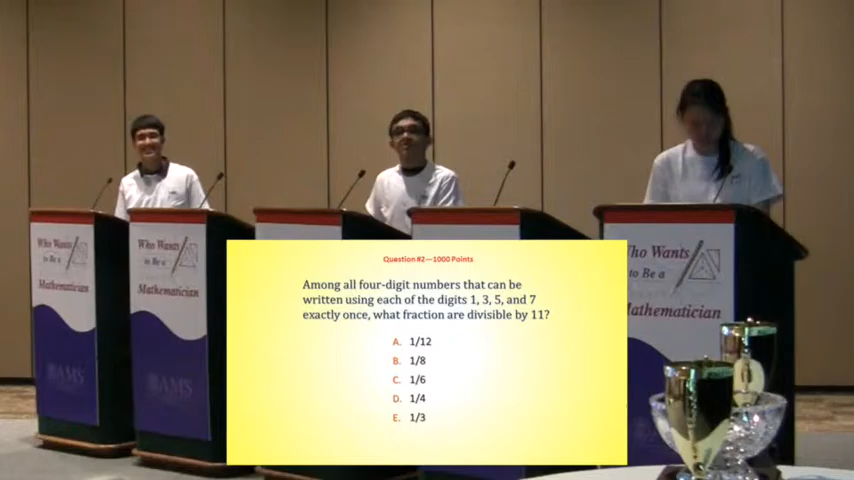 Who Wants
to Be a
Mathematician
AMS
Who Wants
to Be a
Mathematician
AMS
Who Wants
to Be a
Mathematician
Question #2—1000 Points
Among all four-digit numbers that can be
written using each of the digits 1, 3, 5, and 7
exactly once, what fraction are divisible by 11?
A. 1/12
B. 1/8
C. 1/6
D. 1/4
E. 1/3